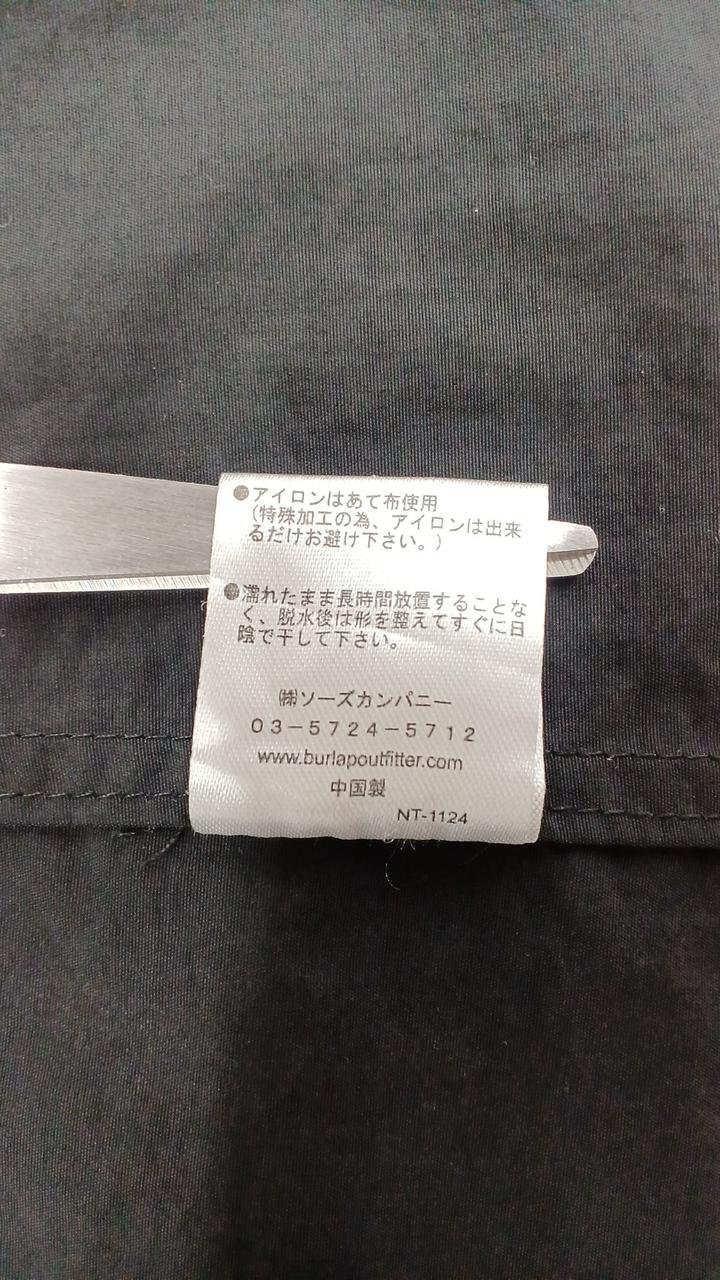 ●アイロンはあて布使用
(特殊加工の為、アイロンは出来
るだけお避け下さい。)
●濡れたまま長時間放置することな
く、脱水後は形を整えてすぐに日
陰で干して下さい。
㈱ソーズカンパニー
03-5724-5712
www.burlapoutfitter.com
中国製
NT-1124